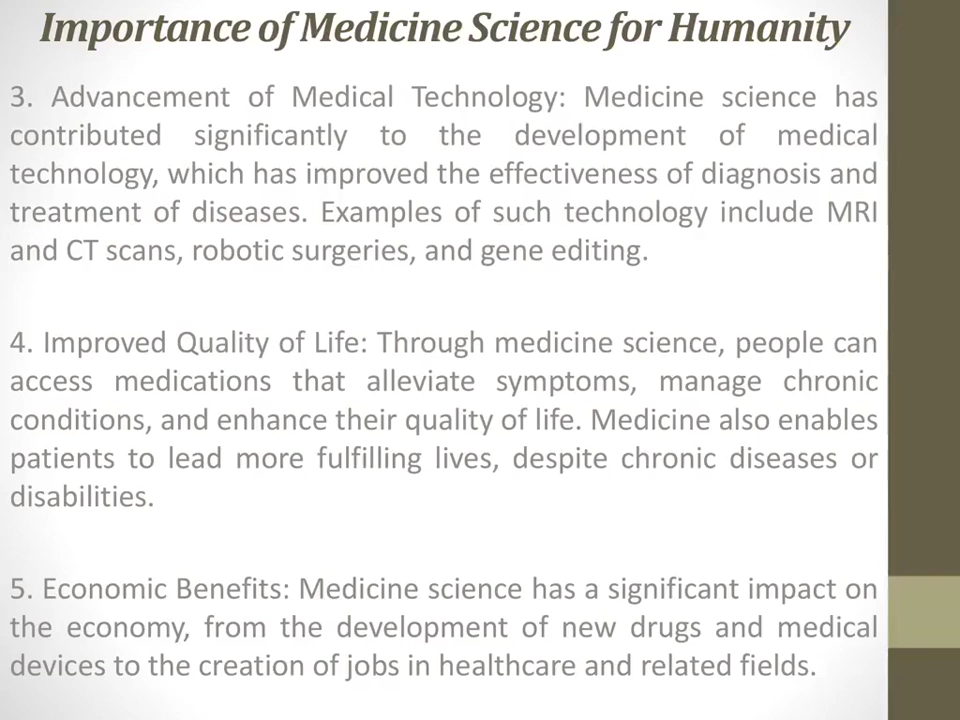 Importance of Medicine Science for Humanity
3. Advancement of Medical Technology: Medicine science has
contributed significantly to the development of medical
technology, which has improved the effectiveness of diagnosis and
treatment of diseases. Examples of such technology include MRI
and CT scans, robotic surgeries, and gene editing.
4. Improved Quality of Life: Through medicine science, people can
access medications that alleviate symptoms, manage chronic
conditions, and enhance their quality of life. Medicine also enables
patients to lead more fulfilling lives, despite chronic diseases or
disabilities.
5. Economic Benefits: Medicine science has a significant impact on
the economy, from the development of new drugs and medical
devices to the creation of jobs in healthcare and related fields.